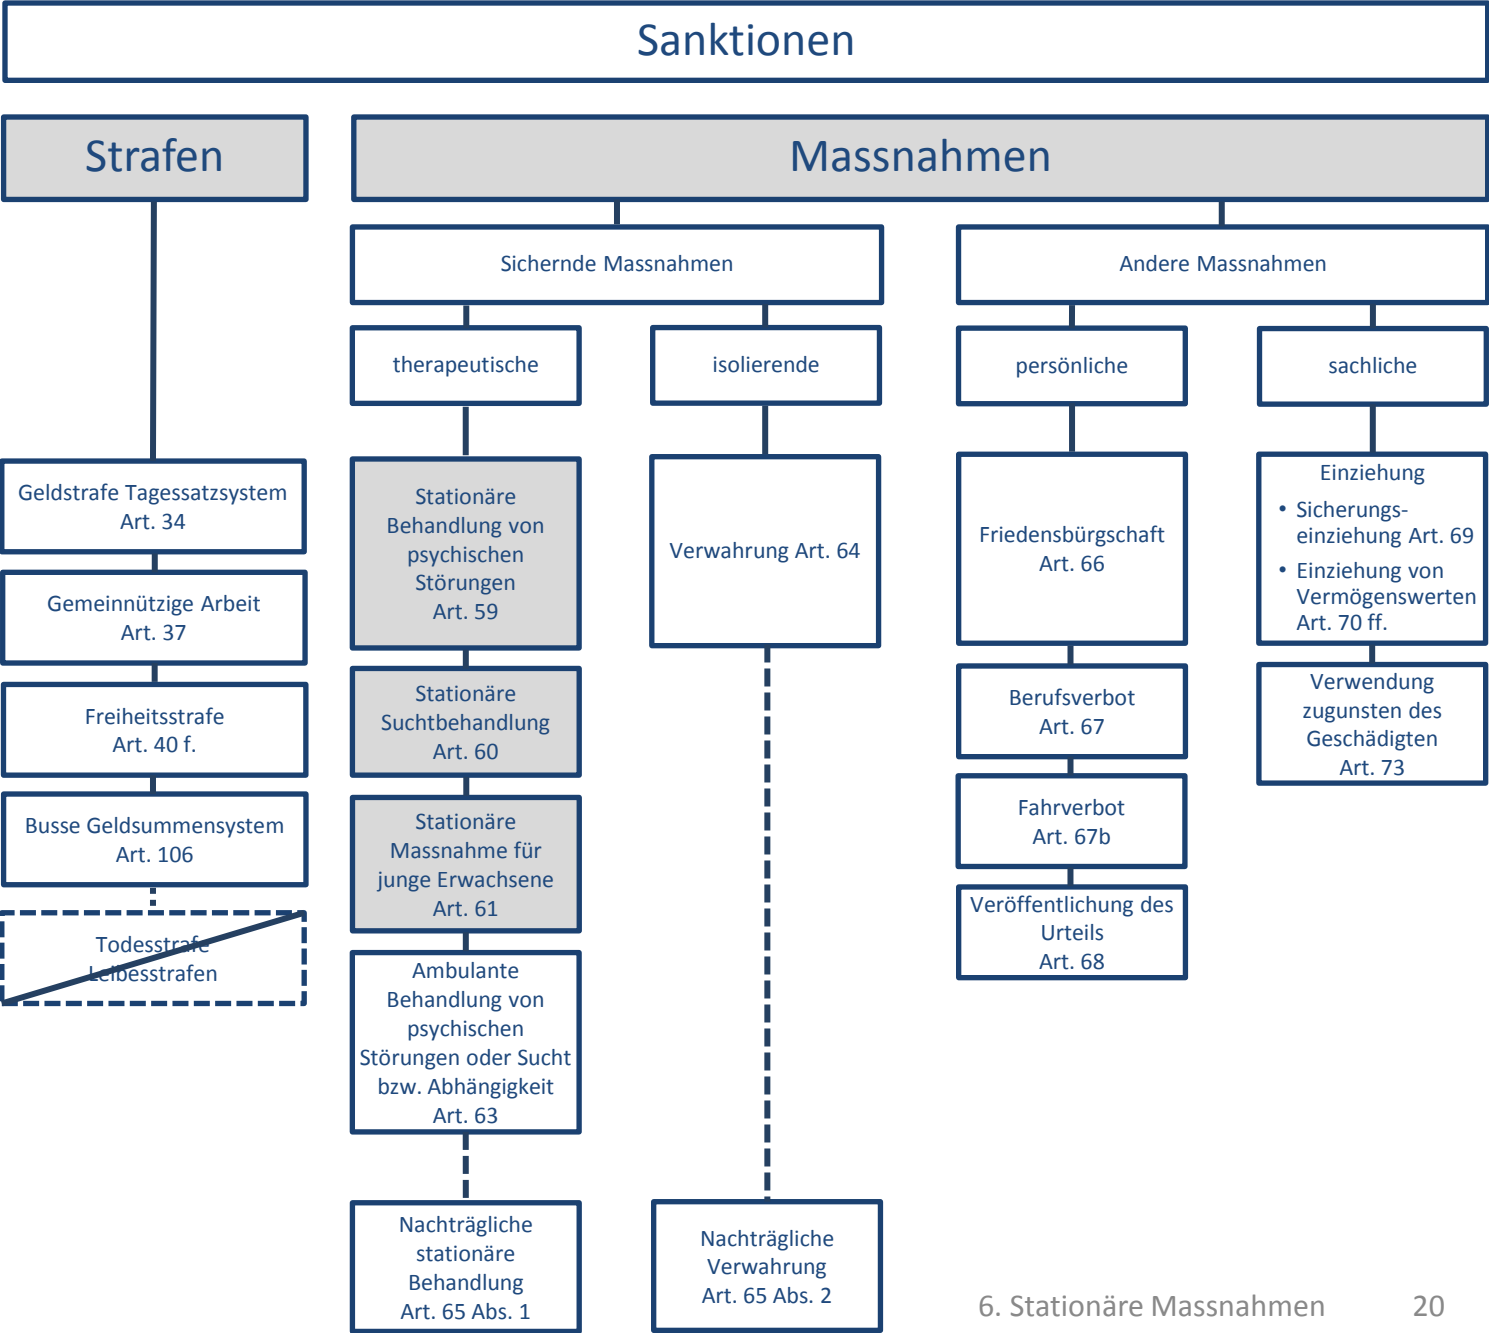 Sanktionen
Strafen
Massnahmen
Sichernde Massnahmen
Andere Massnahmen
therapeutische
isolierende
persönliche
sachliche
Geldstrafe Tagessatzsystem
Art. 34
Gemeinnützige Arbeit
Art. 37
Freiheitsstrafe
Art. 40 f.
Busse Geldsummensystem
Art. 106
Todesstrafe
Leibesstrafen
Stationäre
Behandlung von
psychischen
Störungen
Art. 59
Stationäre
Suchtbehandlung
Art. 60
Stationäre
Massnahme für
junge Erwachsene
Art. 61
Ambulante
Behandlung von
psychischen
Störungen oder Sucht
bzw. Abhängigkeit
Art. 63
Nachträgliche
stationäre
Behandlung
Art. 65 Abs. 1
Verwahrung Art. 64
Nachträgliche
Verwahrung
Art. 65 Abs. 2
Friedensbürgschaft
Art. 66
Berufsverbot
Art. 67
Fahrverbot
Art. 67b
Veröffentlichung des
Urteils
Art. 68
Einziehung
• Sicherungs-
einziehung Art. 69
• Einziehung von
Vermögenswerten
Art. 70 ff.
Verwendung
zugunsten des
Geschädigten
Art. 73
6. Stationäre Massnahmen 20